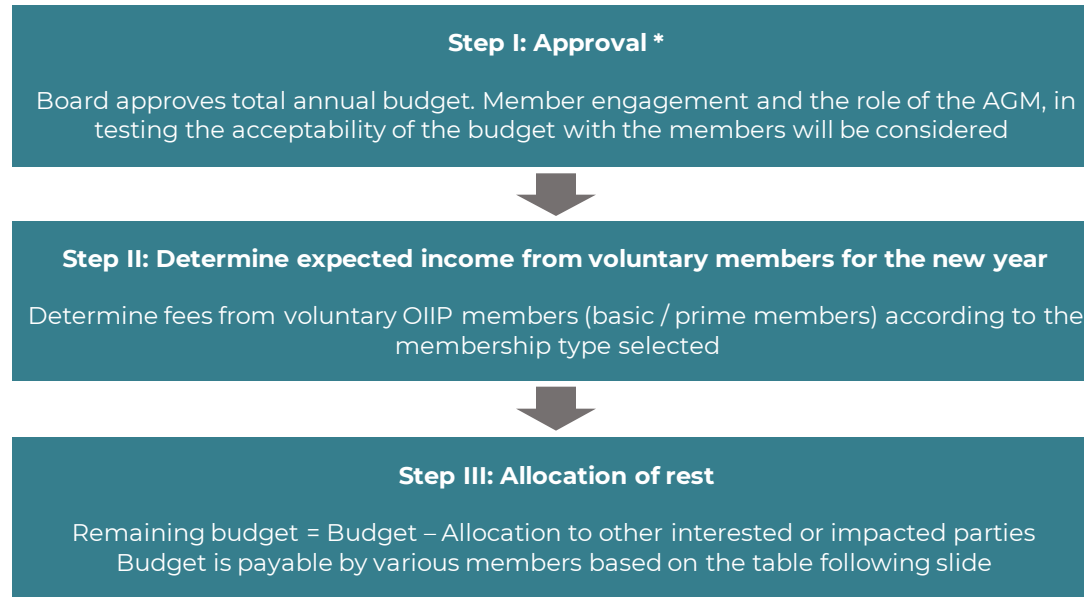 Step I: Approval *
Board approves total annual budget. Member engagement and the role of the AGM, in
testing the acceptability of the budget with the members will be considered
Step II: Determine expected income from voluntary members for the new year
Determine fees from voluntary OIIP members (basic / prime members) according to the
membership type selected
Step III: Allocation of rest
Remaining budget = Budget – Allocation to other interested or impacted parties
Budget is payable by various members based on the table following slide